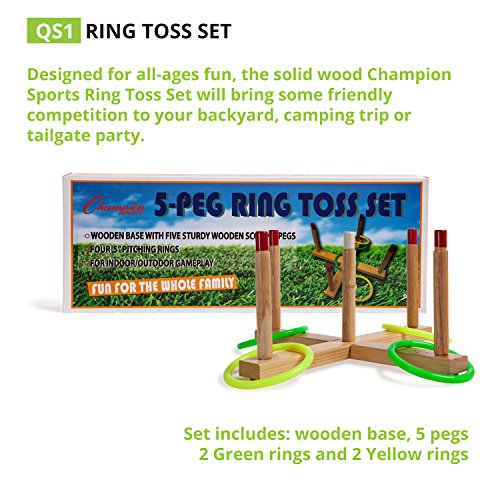 QS1 RING TOSS SET
Designed for all-ages fun, the solid wood Champion
Sports Ring Toss Set will bring some friendly
competition to your backyard, camping trip or
tailgate party.
Champion
SPORTS
5-PEG RING TOSS SET
WOODEN BASE WITH FIVE STURDY WOODEN PEGS
FOUR 5" PITCHING RINGS
FOR INDOOR/OUTDOOR GAMEPLAY
FUN FOR THE WHOLE FAMILY
Set includes: wooden base, 5 pegs
2 Green rings and 2 Yellow rings